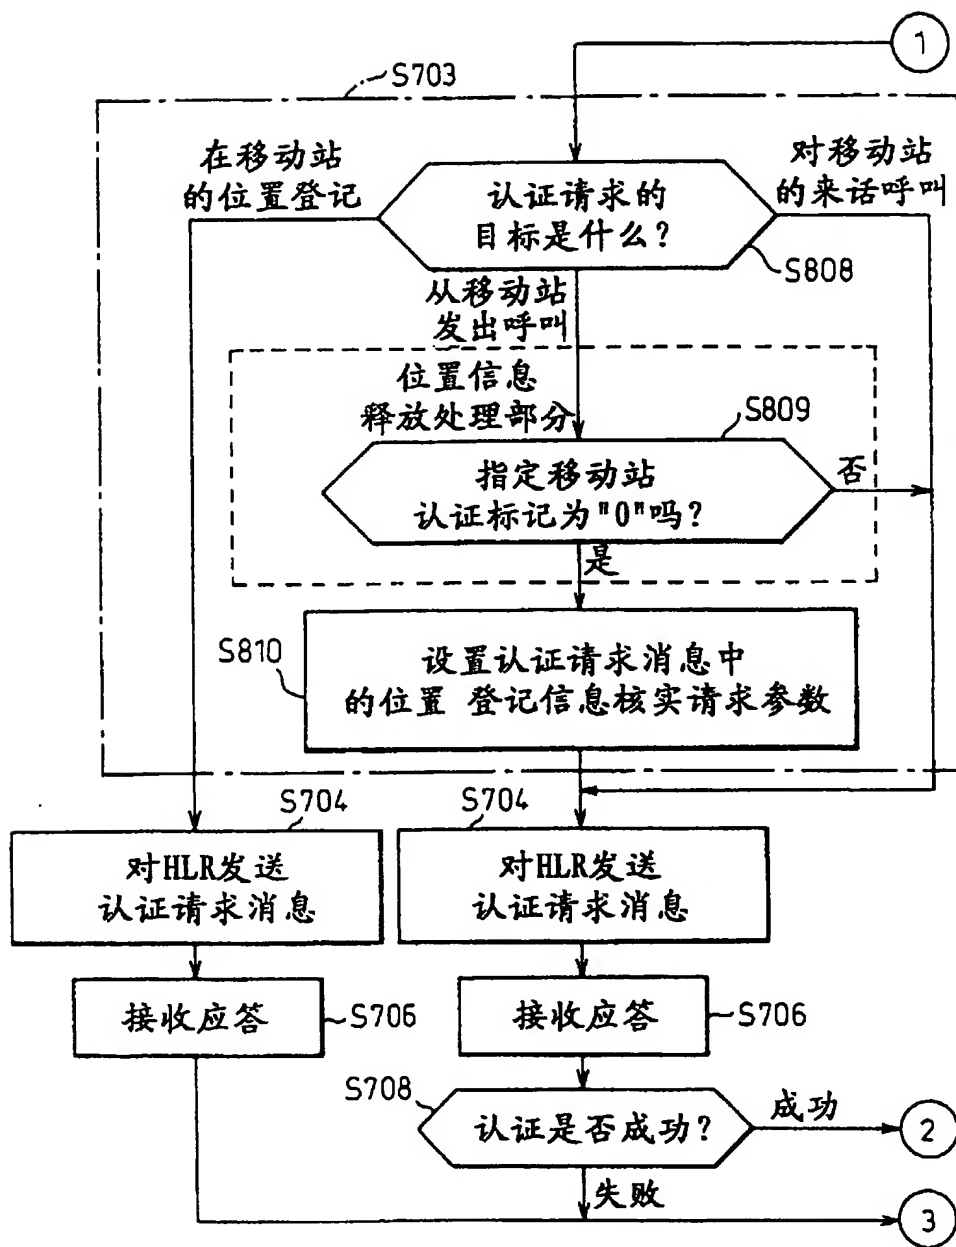 1
S703
在移动站
的位置登记
对移动站
的来话呼叫
认证请求的
目标是什么?
S808
从移动站
发出呼叫
位置信息
释放处理部分
S809
指定移动站
认证标记为"0"吗?
否
是
S810
设置认证请求消息中
的位置 登记信息核实请求参数
S704
对HLR发送
认证请求消息
S704
对HLR发送
认证请求消息
接收应答
S706
接收应答
S706
S708
认证是否成功?
成功
2
失败
3